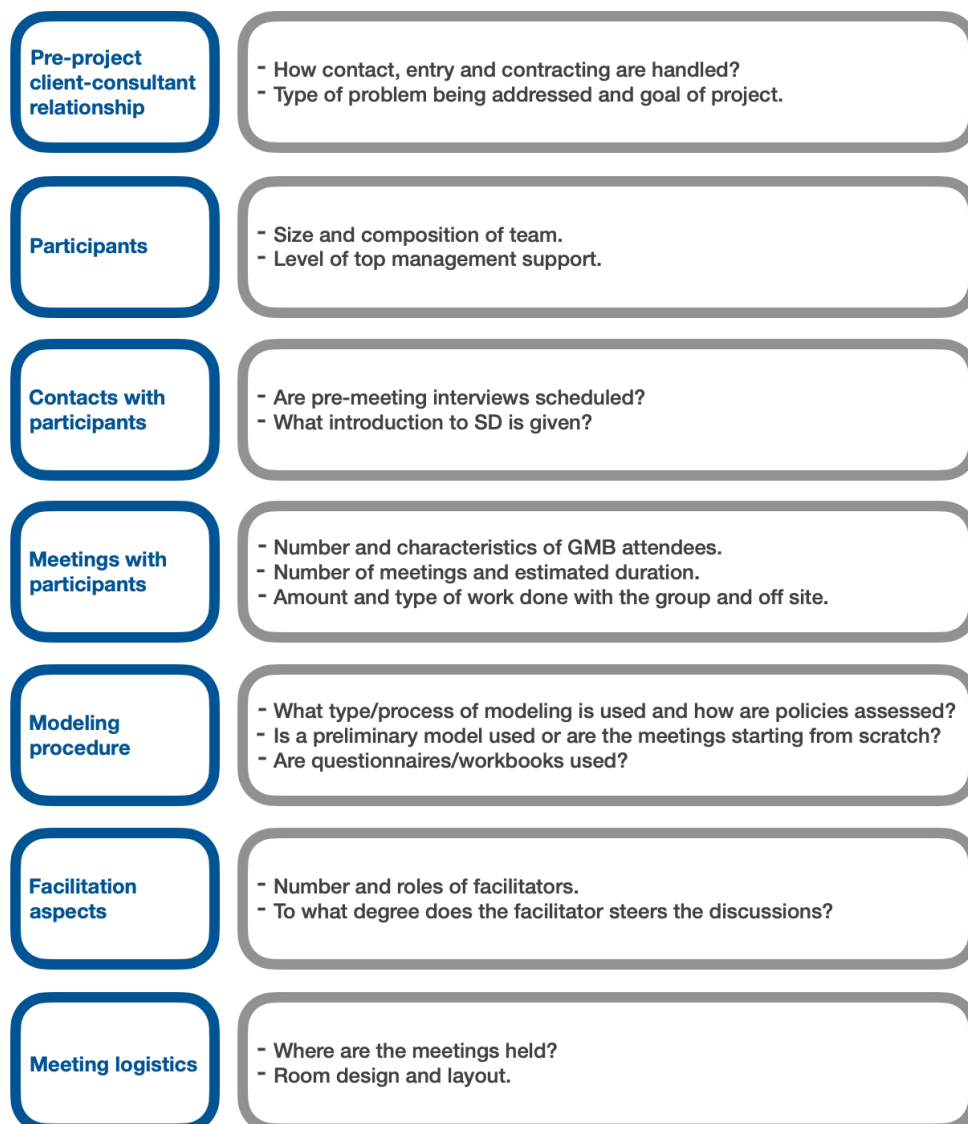 Pre-project
client-consultant
relationship
- How contact, entry and contracting are handled?
- Type of problem being addressed and goal of project.
Participants
- Size and composition of team.
- Level of top management support.
Contacts with
participants
- Are pre-meeting interviews scheduled?
- What introduction to SD is given?
Meetings with
participants
- Number and characteristics of GMB attendees.
- Number of meetings and estimated duration.
- Amount and type of work done with the group and off site.
Modeling
procedure
- What type/process of modeling is used and how are policies assessed?
- Is a preliminary model used or are the meetings starting from scratch?
- Are questionnaires/workbooks used?
Facilitation
aspects
- Number and roles of facilitators.
- To what degree does the facilitator steers the discussions?
Meeting logistics
- Where are the meetings held?
- Room design and layout.